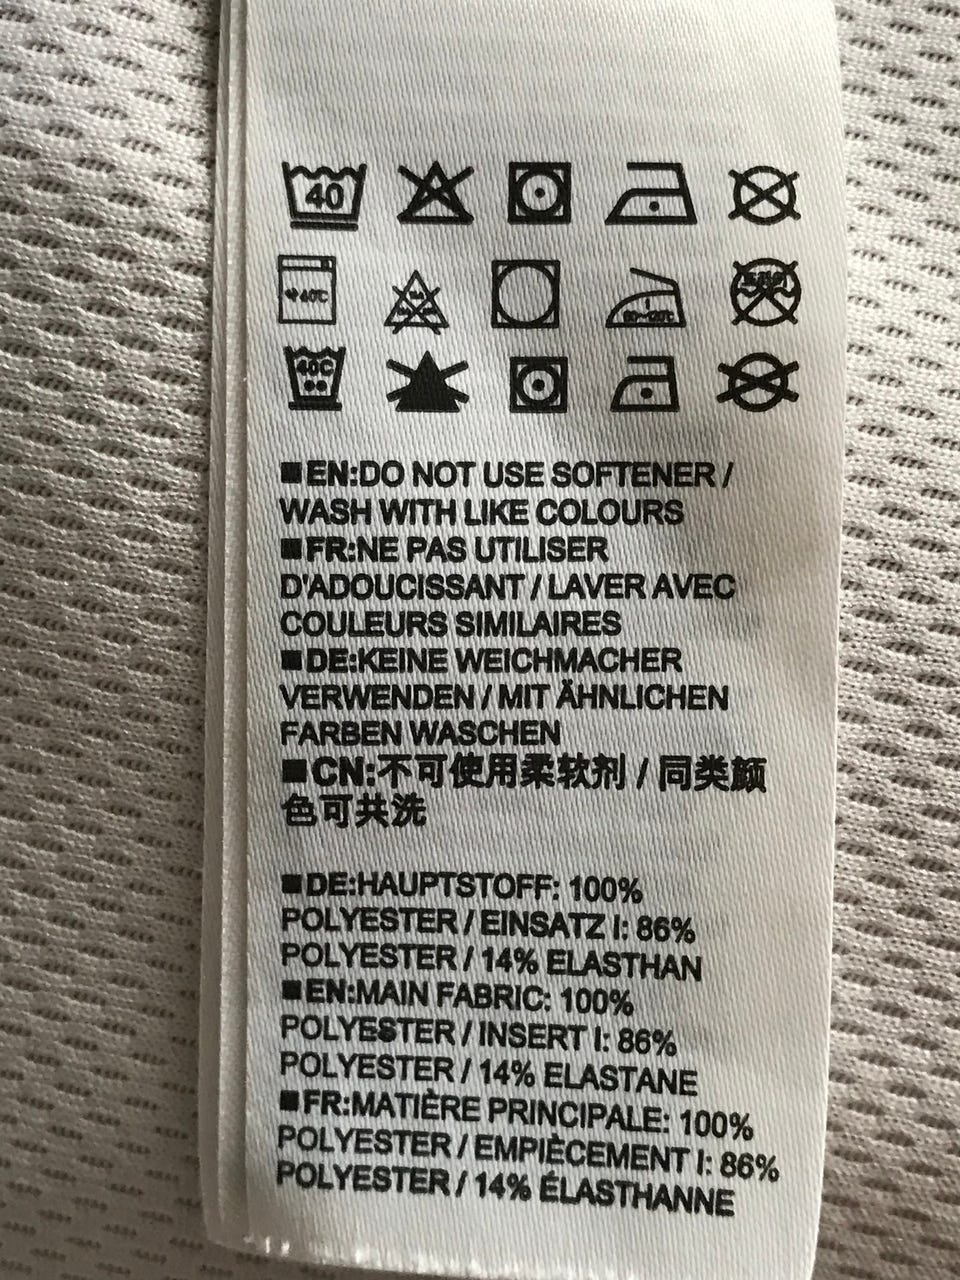 40
40℃
40C
■EN:DO NOT USE SOFTENER /
WASH WITH LIKE COLOURS
■FR:NE PAS UTILISER
D'ADOUCISSANT / LAVER AVEC
COULEURS SIMILAIRES
■DE:KEINE WEICHMACHER
VERWENDEN / MIT ÄHNLICHEN
FARBEN WASCHEN
■CN:不可使用柔软剂 / 同类颜
色可共洗
■DE:HAUPTSTOFF: 100%
POLYESTER / EINSATZ I: 86%
POLYESTER / 14% ELASTHAN
■EN:MAIN FABRIC: 100%
POLYESTER / INSERT I: 86%
POLYESTER / 14% ELASTANE
■FR:MATIÈRE PRINCIPALE: 100%
POLYESTER / EMPIÈCEMENT I: 86%
POLYESTER / 14% ÉLASTHANNE